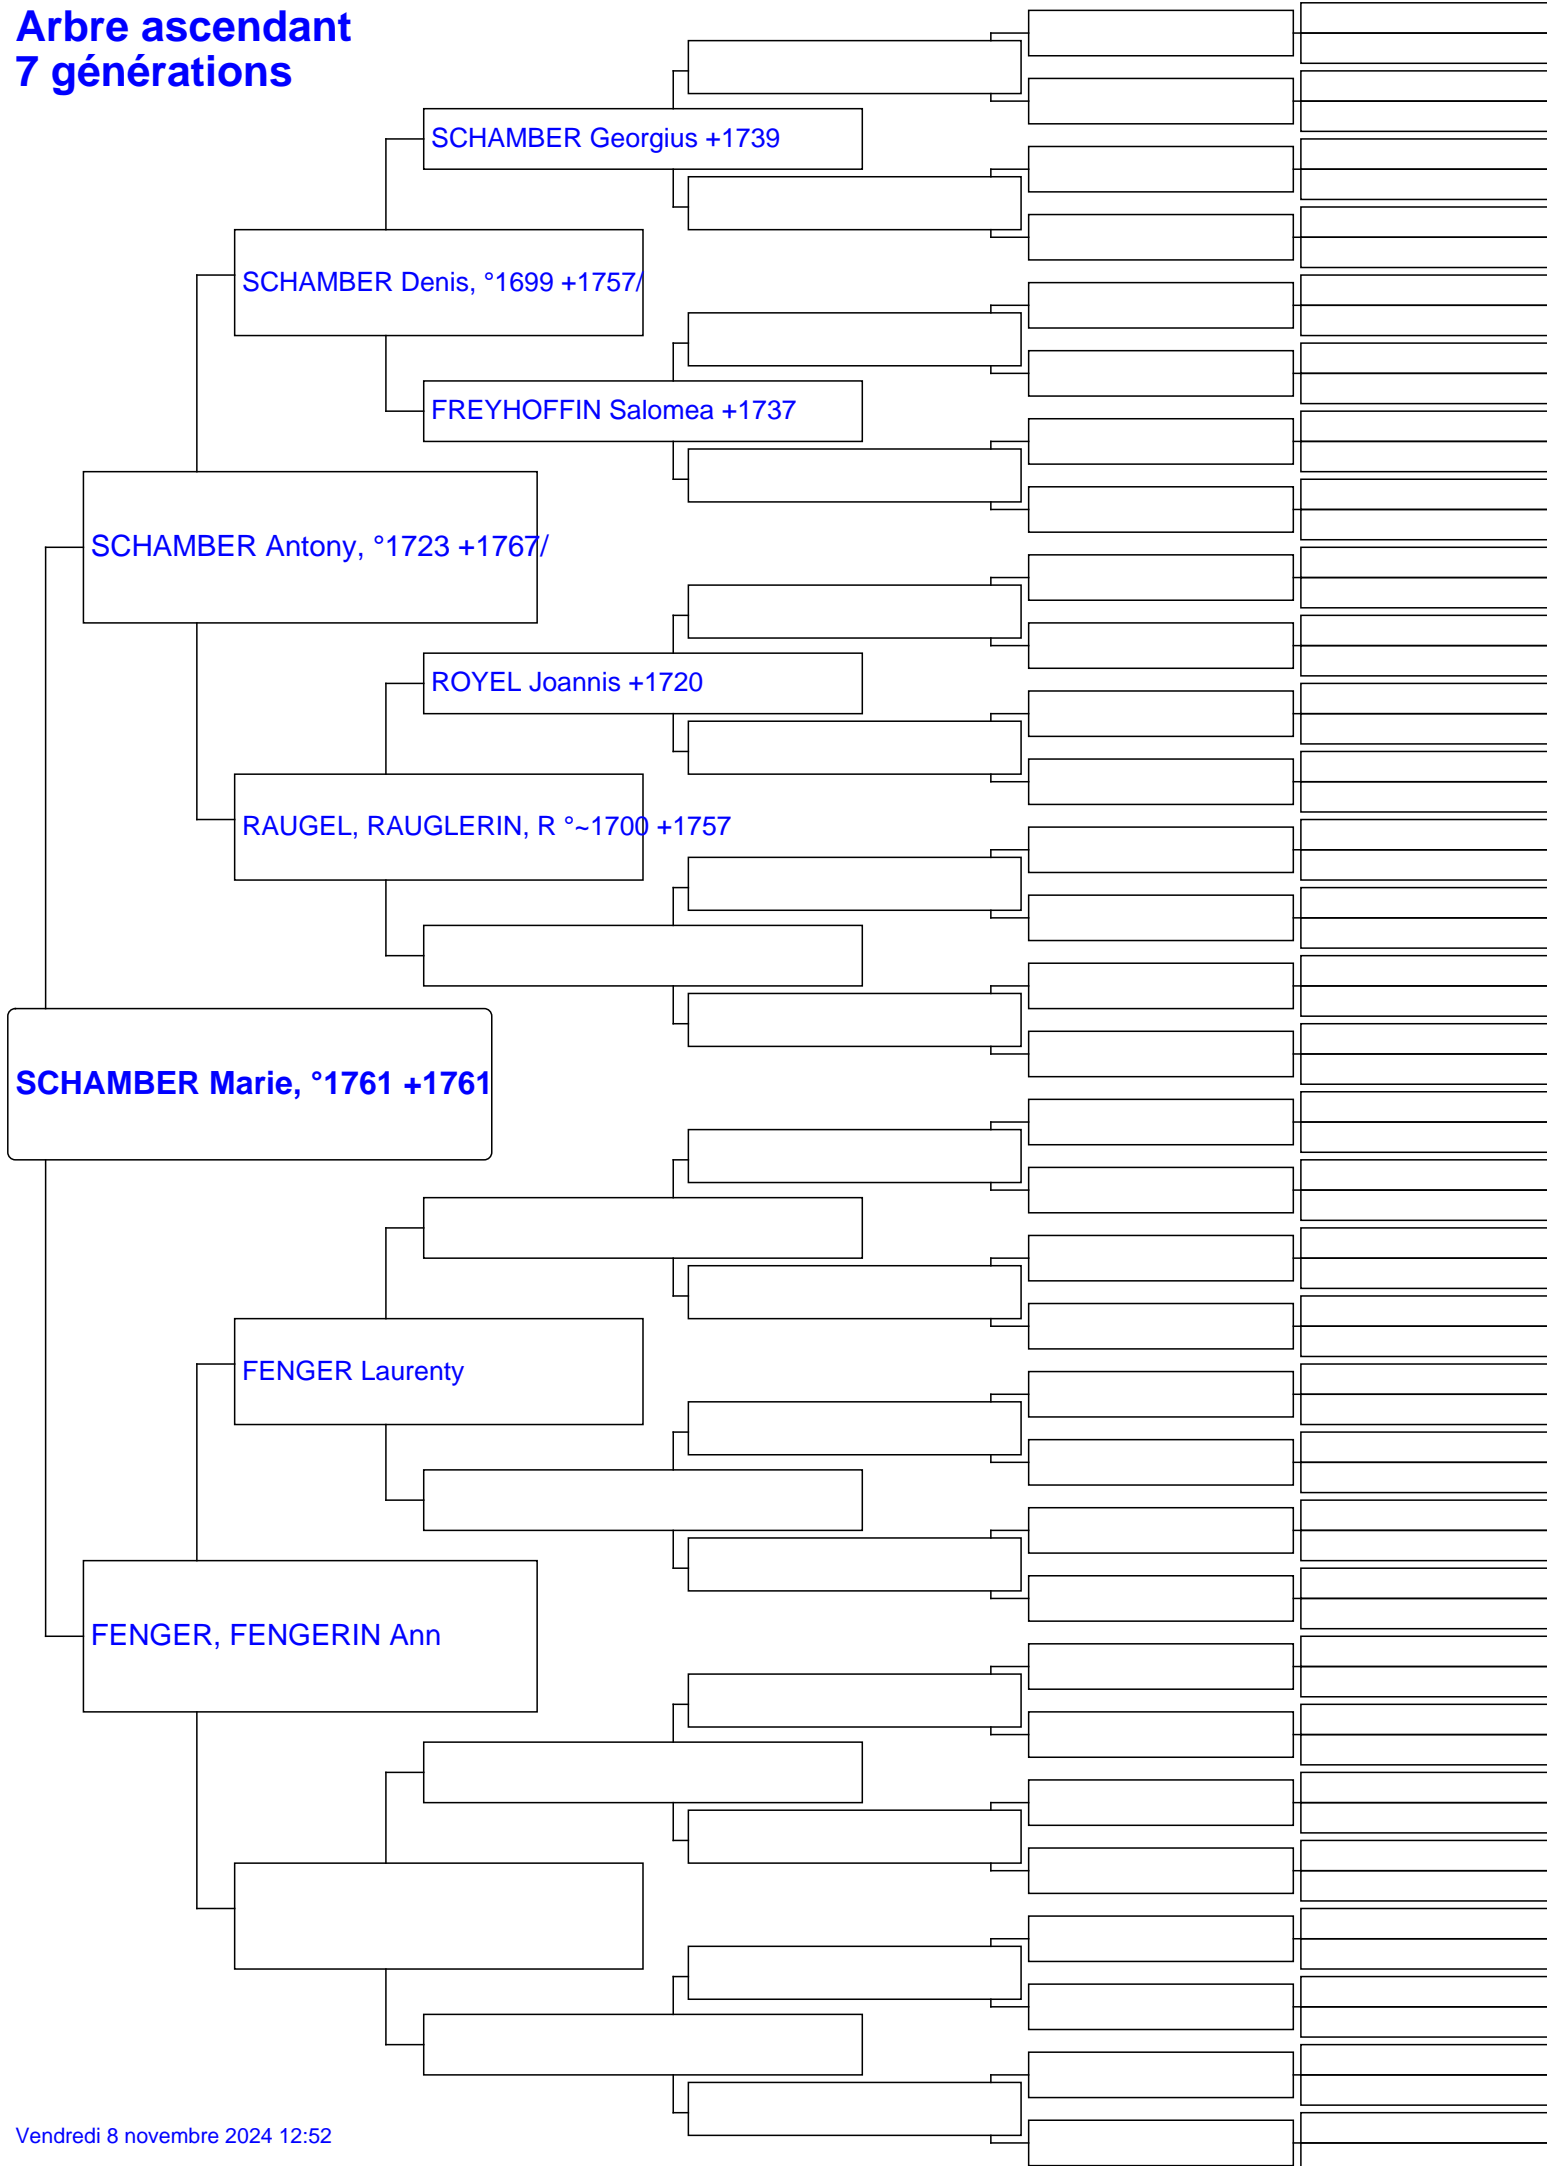 Arbre ascendant
7 générations
SCHAMBER Georgius +1739
SCHAMBER Denis, °1699 +1757/
FREYHOFFIN Salomea +1737
SCHAMBER Antony, °1723 +1767/
ROYEL Joannis +1720
RAUGEL, RAUGLERIN, R °~1700 +1757
SCHAMBER Marie, °1761 +1761
FENGER Laurenty
FENGER, FENGERIN Ann
Vendredi 8 novembre 2024 12:52